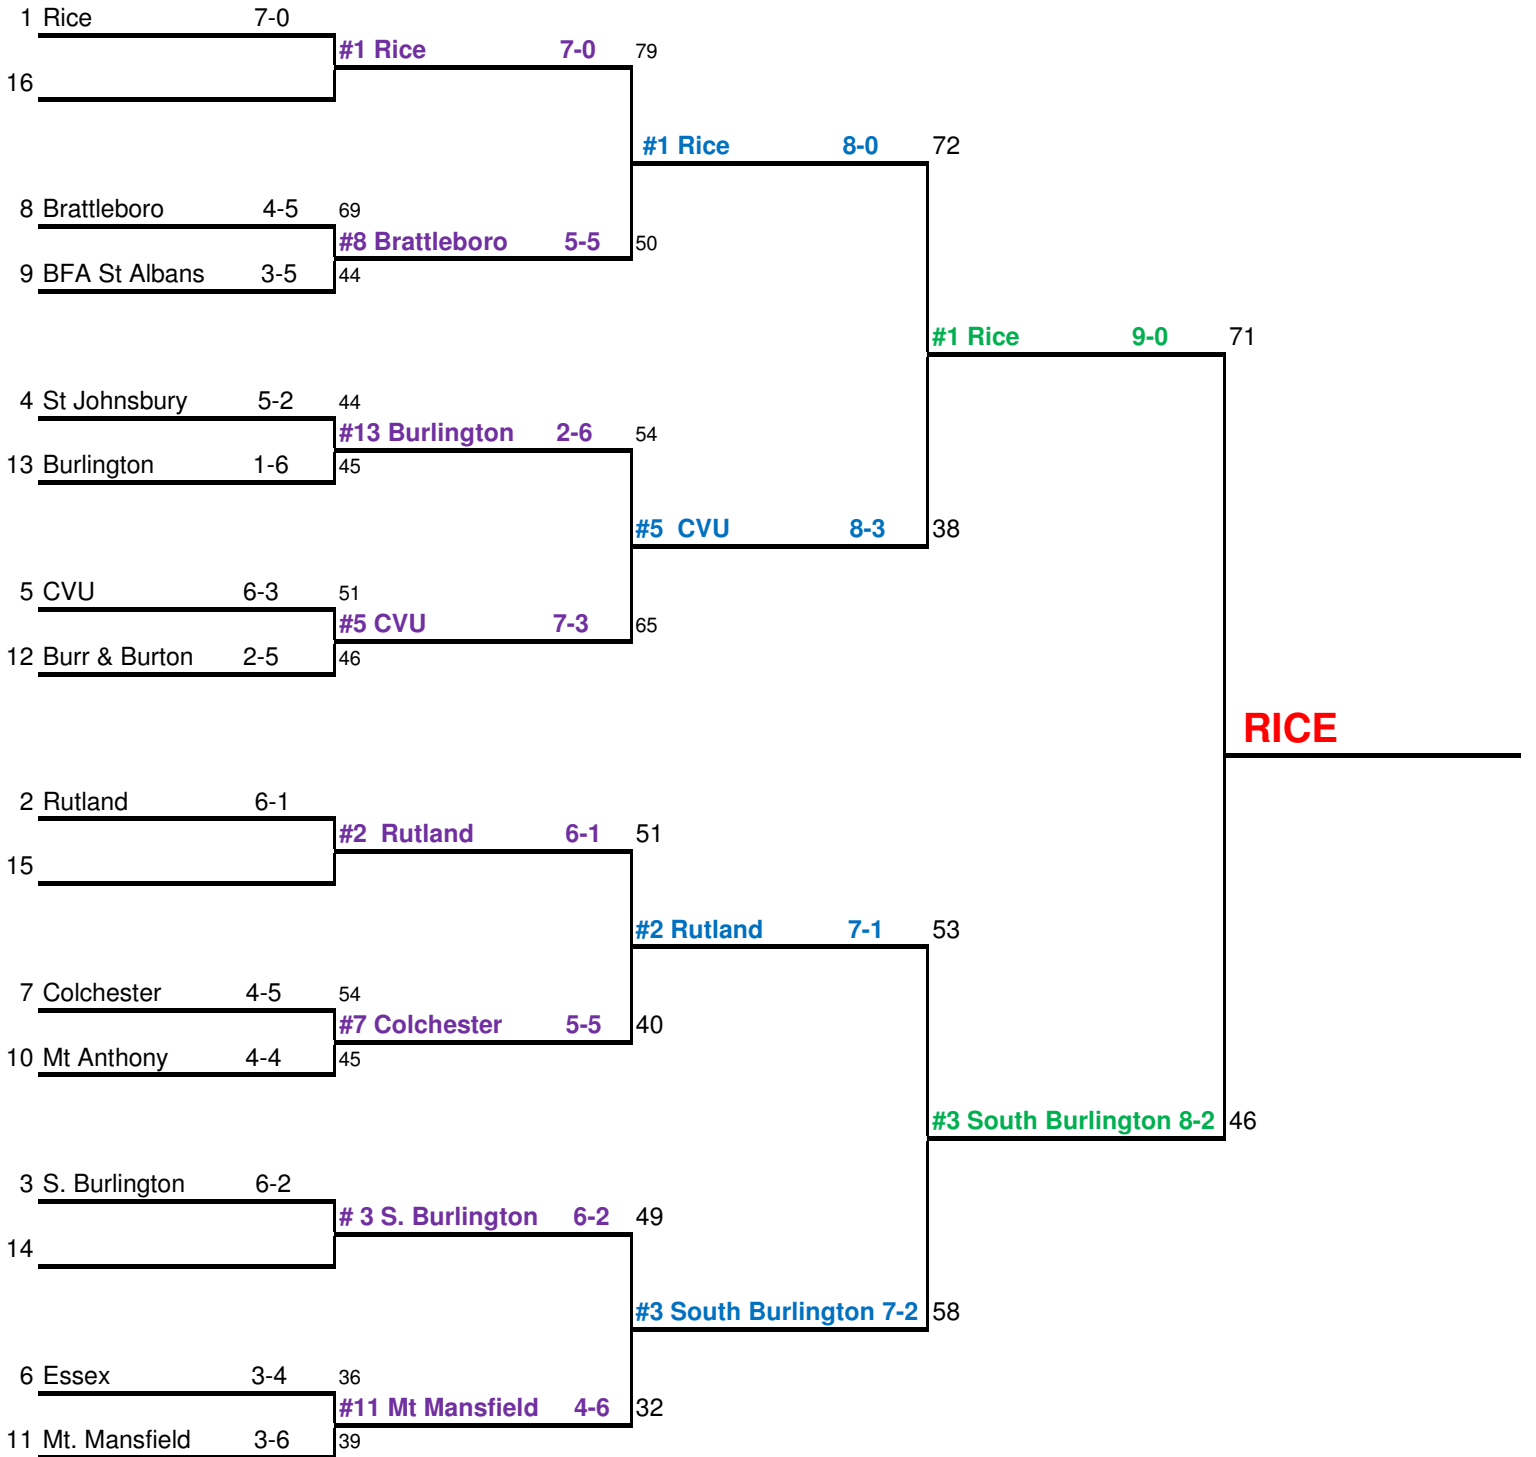 1 Rice 7-0
#1 Rice 7-0 79
16
#1 Rice 8-0 72
8 Brattleboro 4-5 69
#8 Brattleboro 5-5 50
9 BFA St Albans 3-5 44
#1 Rice 9-0 71
4 St Johnsbury 5-2 44
#13 Burlington 2-6 54
13 Burlington 1-6 45
#5 CVU 8-3 38
5 CVU 6-3 51
#5 CVU 7-3 65
12 Burr & Burton 2-5 46
RICE
2 Rutland 6-1
#2 Rutland 6-1 51
15
#2 Rutland 7-1 53
7 Colchester 4-5 54
#7 Colchester 5-5 40
10 Mt Anthony 4-4 45
#3 South Burlington 8-2 46
3 S. Burlington 6-2
# 3 S. Burlington 6-2 49
14
#3 South Burlington 7-2 58
6 Essex 3-4 36
#11 Mt Mansfield 4-6 32
11 Mt. Mansfield 3-6 39